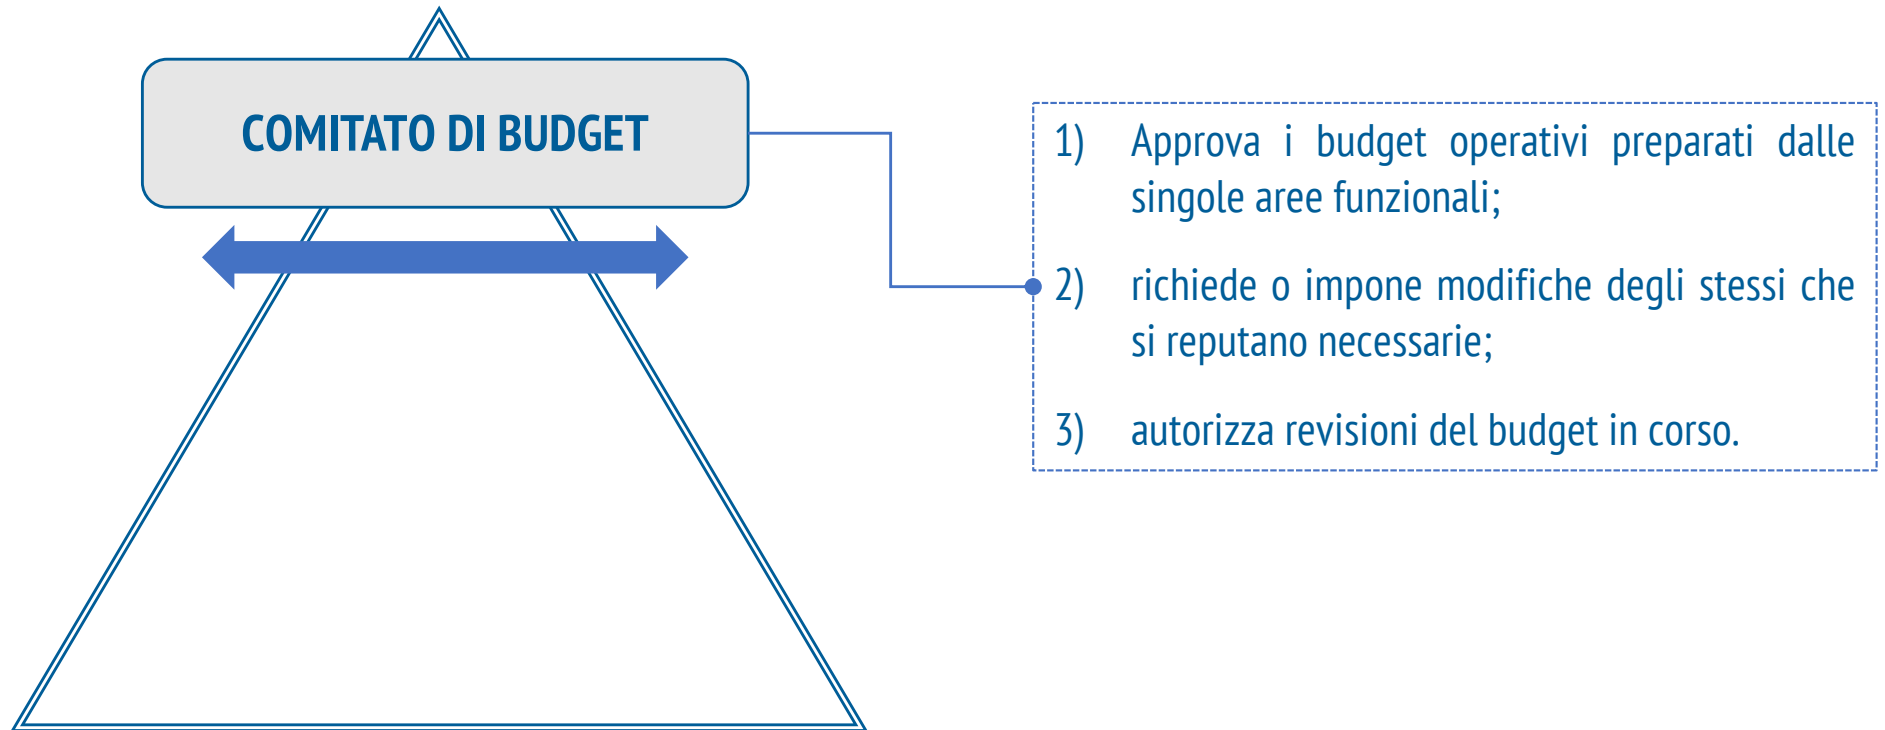 COMITATO DI BUDGET
1) Approva i budget operativi preparati dalle
singole aree funzionali;
2) richiede o impone modifiche degli stessi che
si reputano necessarie;
3) autorizza revisioni del budget in corso.